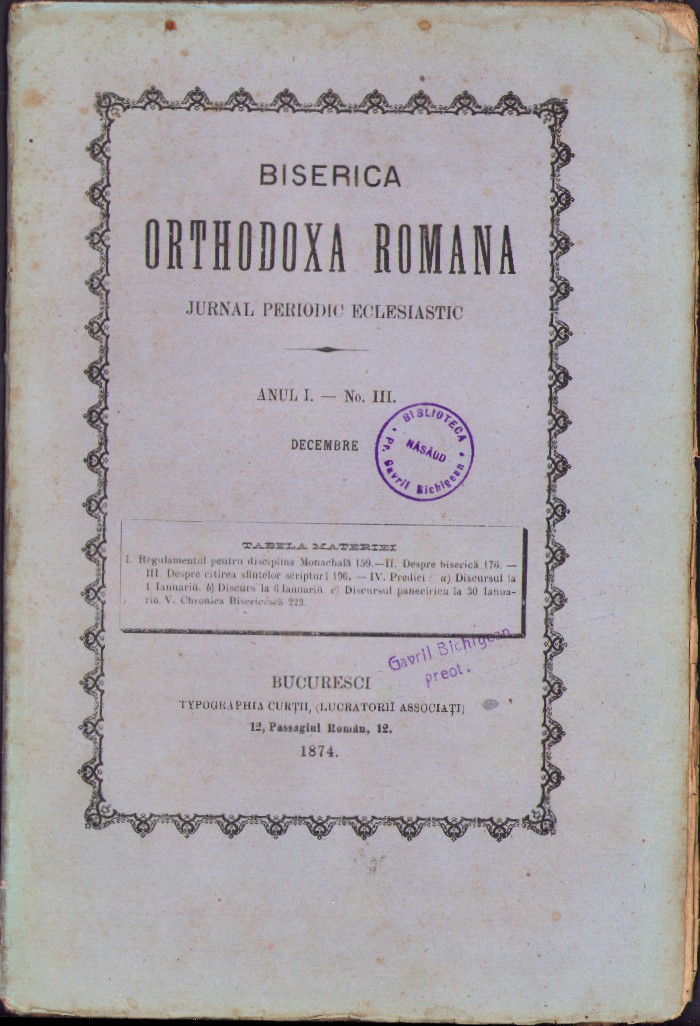 BISERICA
ORTHODOXA ROMANA
JURNAL PERIODIC ECLESIASTIC
ANUL I. — No. III.
DECEMBRE
BIBLIOTECA
NĂSĂUD
Pr. Gavril Bichigean
TABELA MATERIEI
I. Regulamentul pentru disciplina Monachală 159.—II. Despre biserică 176. —
III. Despre citirea sfintelor scripturĭ 196, — IV. Predici : a) Discursul la
1 Ianuariŭ. b) Discurs la 6 Ianuariŭ. c) Discursul panegiricu la 30 Ianua-
riŭ. V. Chronica Bisericéscă 223.
Gavril Bichigean
preot.
BUCURESCI
TYPOGRAPHIA CURȚII, (LUCRATORIĬ ASSOCIAȚI)
12, Passagiul Român, 12.
1874.